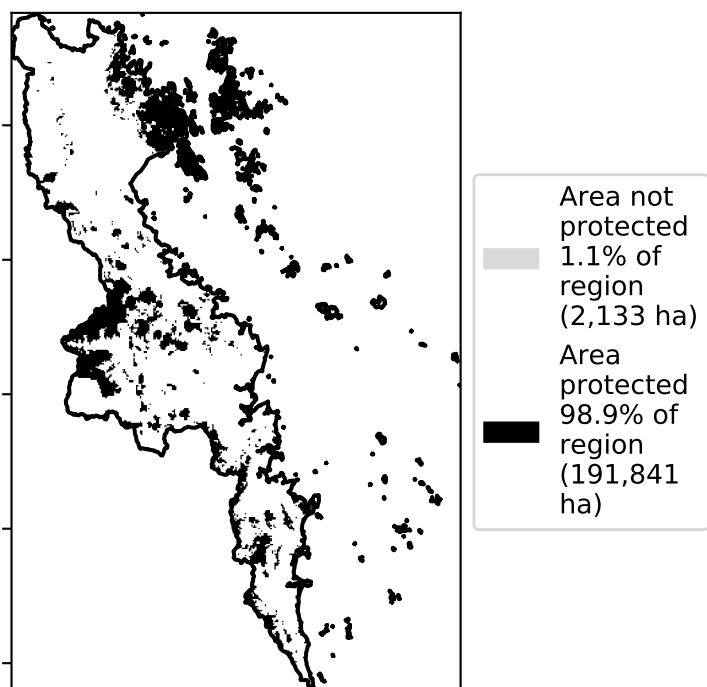 Area not
protected
1.1% of
region
(2,133 ha)
Area
protected
98.9% of
region
(191,841
ha)